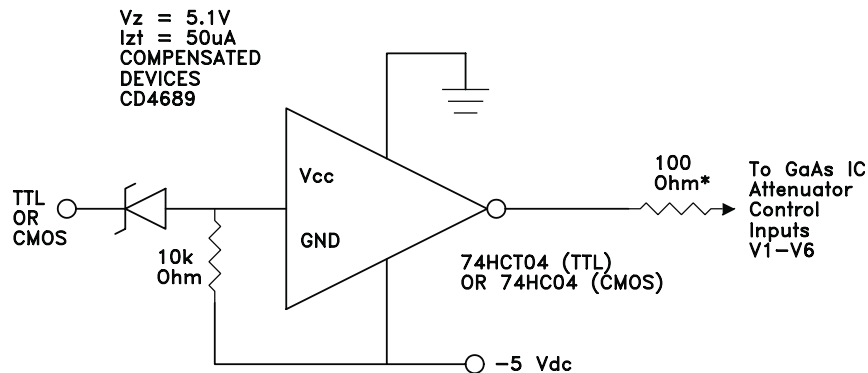 Vz = 5.1V
Izt = 50uA
COMPENSATED
DEVICES
CD4689
Vcc
GND
TTL
OR
CMOS
10k
Ohm
100
Ohm*
To GaAs IC
Attenuator
Control
Inputs
V1-V6
74HCT04 (TTL)
OR 74HC04 (CMOS)
-5 Vdc